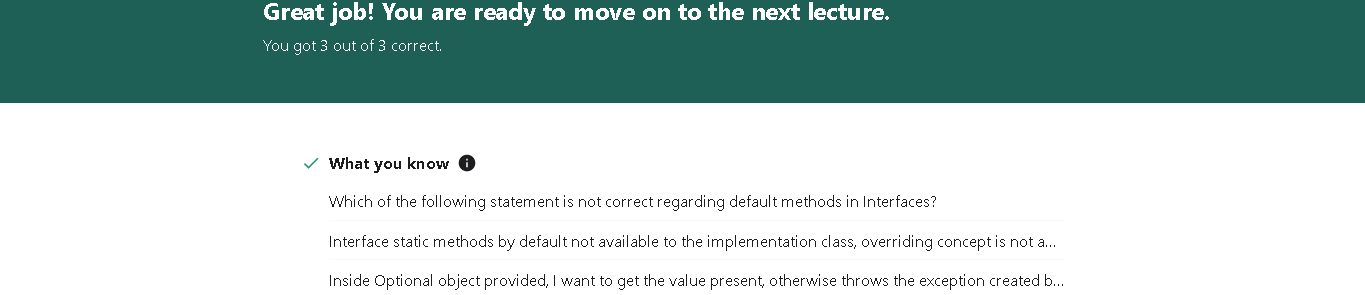 Great job! You are ready to move on to the next lecture.
You got 3 out of 3 correct.
What you know
Which of the following statement is not correct regarding default methods in Interfaces?
Interface static methods by default not available to the implementation class, overriding concept is not a...
Inside Optional object provided, I want to get the value present, otherwise throws the exception created b...